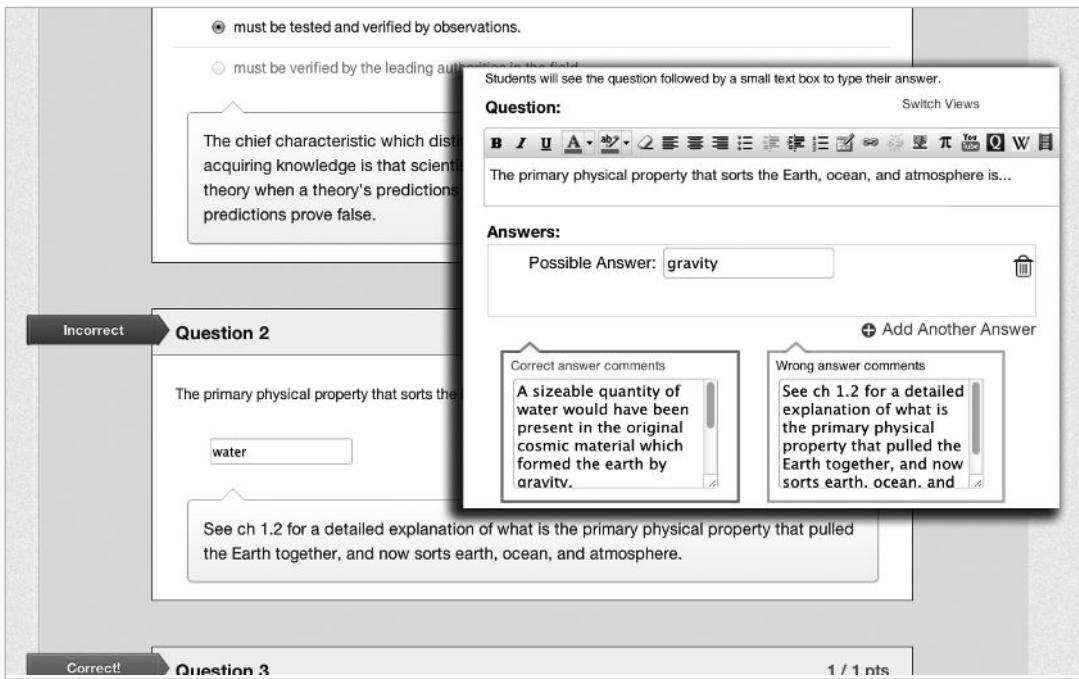 must be tested and verified by observations.
must be verified by the leading authorities in the field
The chief characteristic which
acquiring knowledge is that
theory when a theory's predictions
predictions prove false.
Incorrect
Question 2
The primary physical property that sorts the
water
See ch 1.2 for a detailed explanation of what is the primary physical property that pulled
the Earth together, and now sorts earth, ocean, and atmosphere.
Correct!
Question 3
1 / 1 pts
Students will see the question followed by a small text box to type their answer.
Question:
Switch Views
B I U A ab π You Tube Q W
The primary physical property that sorts the Earth, ocean, and atmosphere is...
Answers:
Possible Answer: gravity
Add Another Answer
Correct answer comments
A sizeable quantity of
water would have been
present in the original
cosmic material which
formed the earth by
gravity.
Wrong answer comments
See ch 1.2 for a detailed
explanation of what is
the primary physical
property that pulled the
Earth together, and now
sorts earth, ocean, and